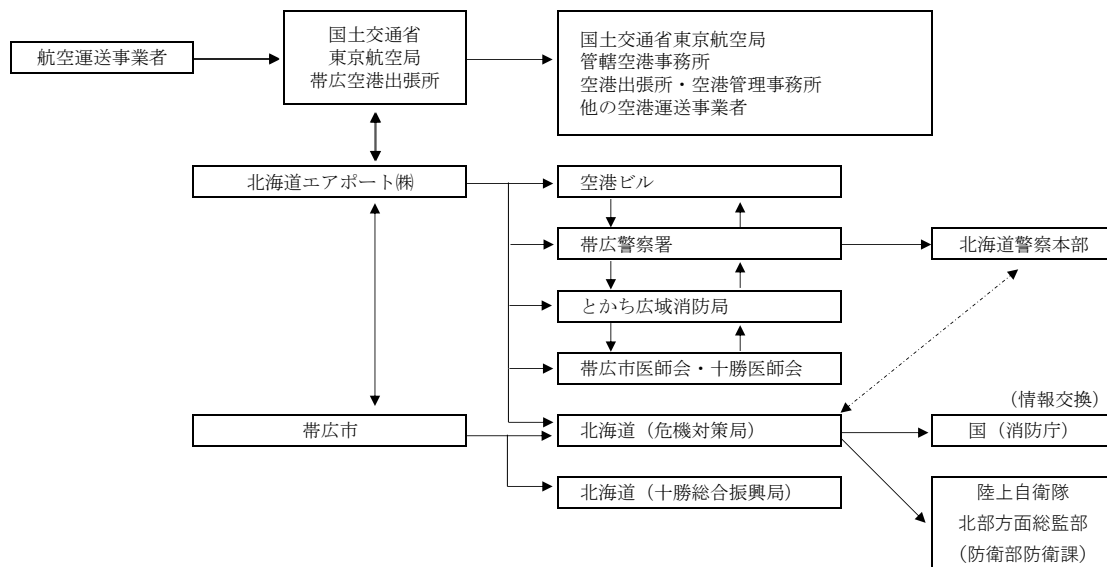 航空運送事業者
国土交通省
東京航空局
帯広空港出張所
国土交通省東京航空局
管轄空港事務所
空港出張所・空港管理事務所
他の空港運送事業者
北海道エアポート㈱
空港ビル
帯広警察署
北海道警察本部
とかち広域消防局
帯広市医師会・十勝医師会
(情報交換)
帯広市
北海道(危機対策局)
国(消防庁)
北海道(十勝総合振興局)
陸上自衛隊
北部方面総監部
(防衛部防衛課)